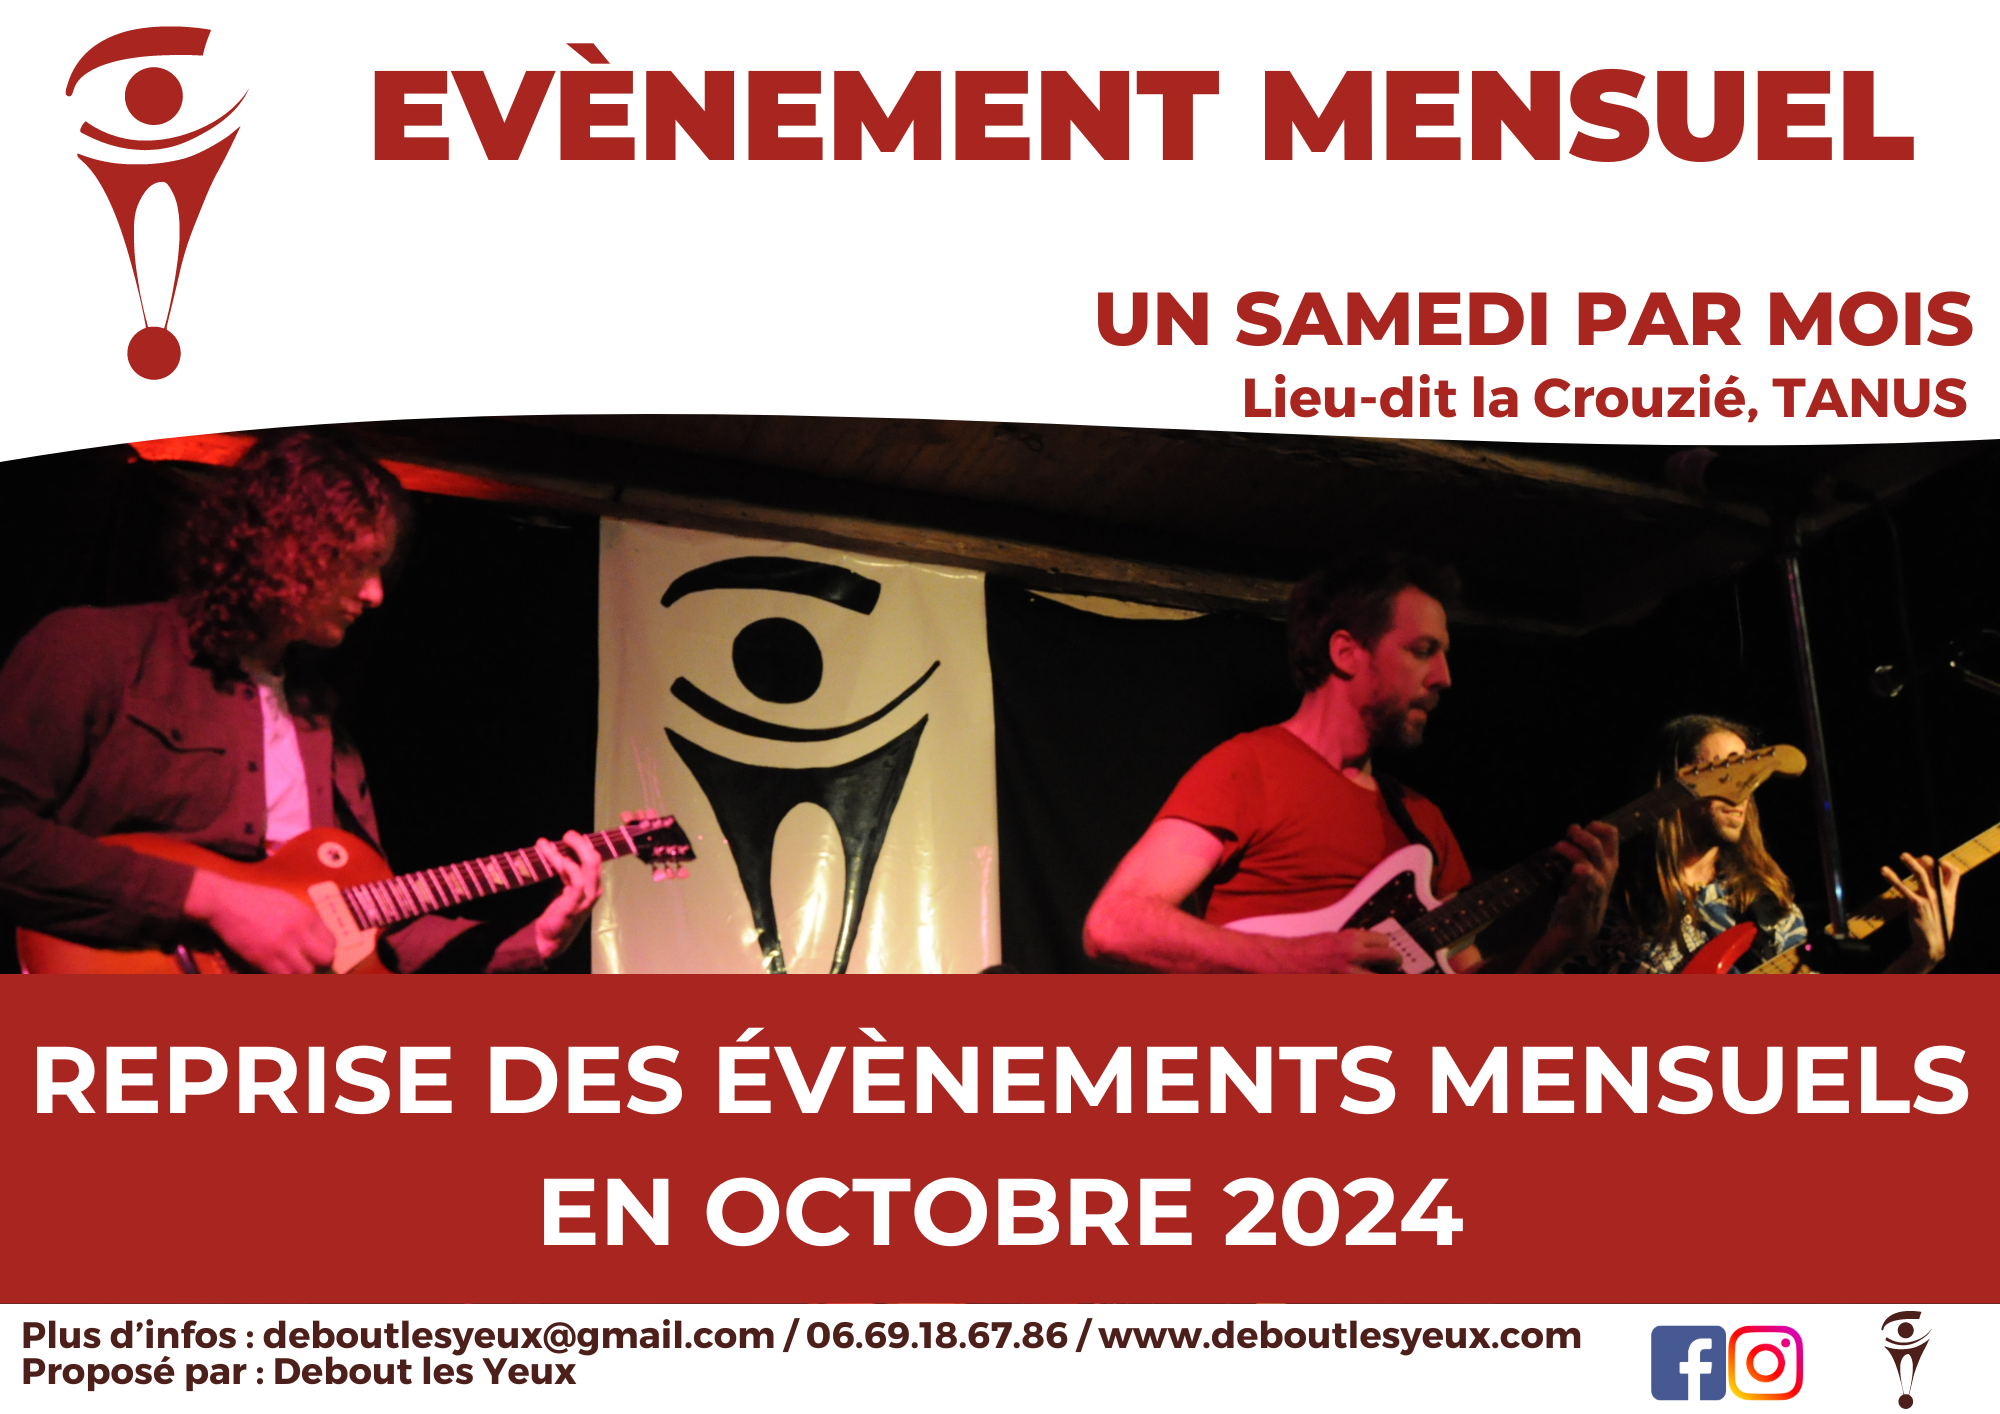 EVÈNEMENT MENSUEL
UN SAMEDI PAR MOIS
Lieu-dit la Crouzié, TANUS
REPRISE DES ÉVÈNEMENTS MENSUELS
EN OCTOBRE 2024
Plus d’infos : deboutlesyeux@gmail.com / 06.69.18.67.86 / www.deboutlesyeux.com
Proposé par : Debout les Yeux